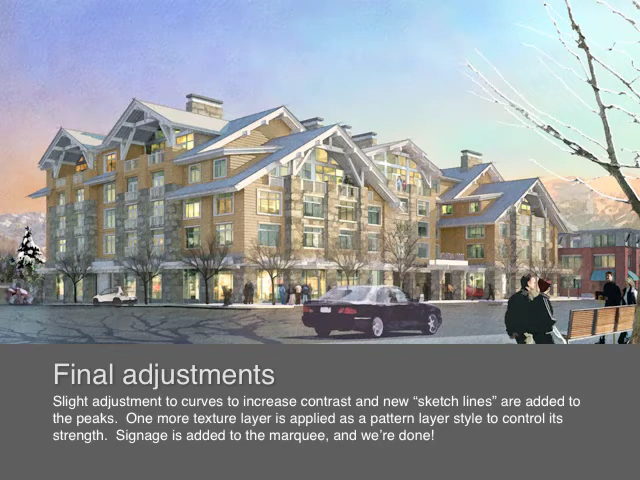 Final adjustments
Slight adjustment to curves to increase contrast and new “sketch lines” are added to
the peaks.  One more texture layer is applied as a pattern layer style to control its
strength.  Signage is added to the marquee, and we’re done!